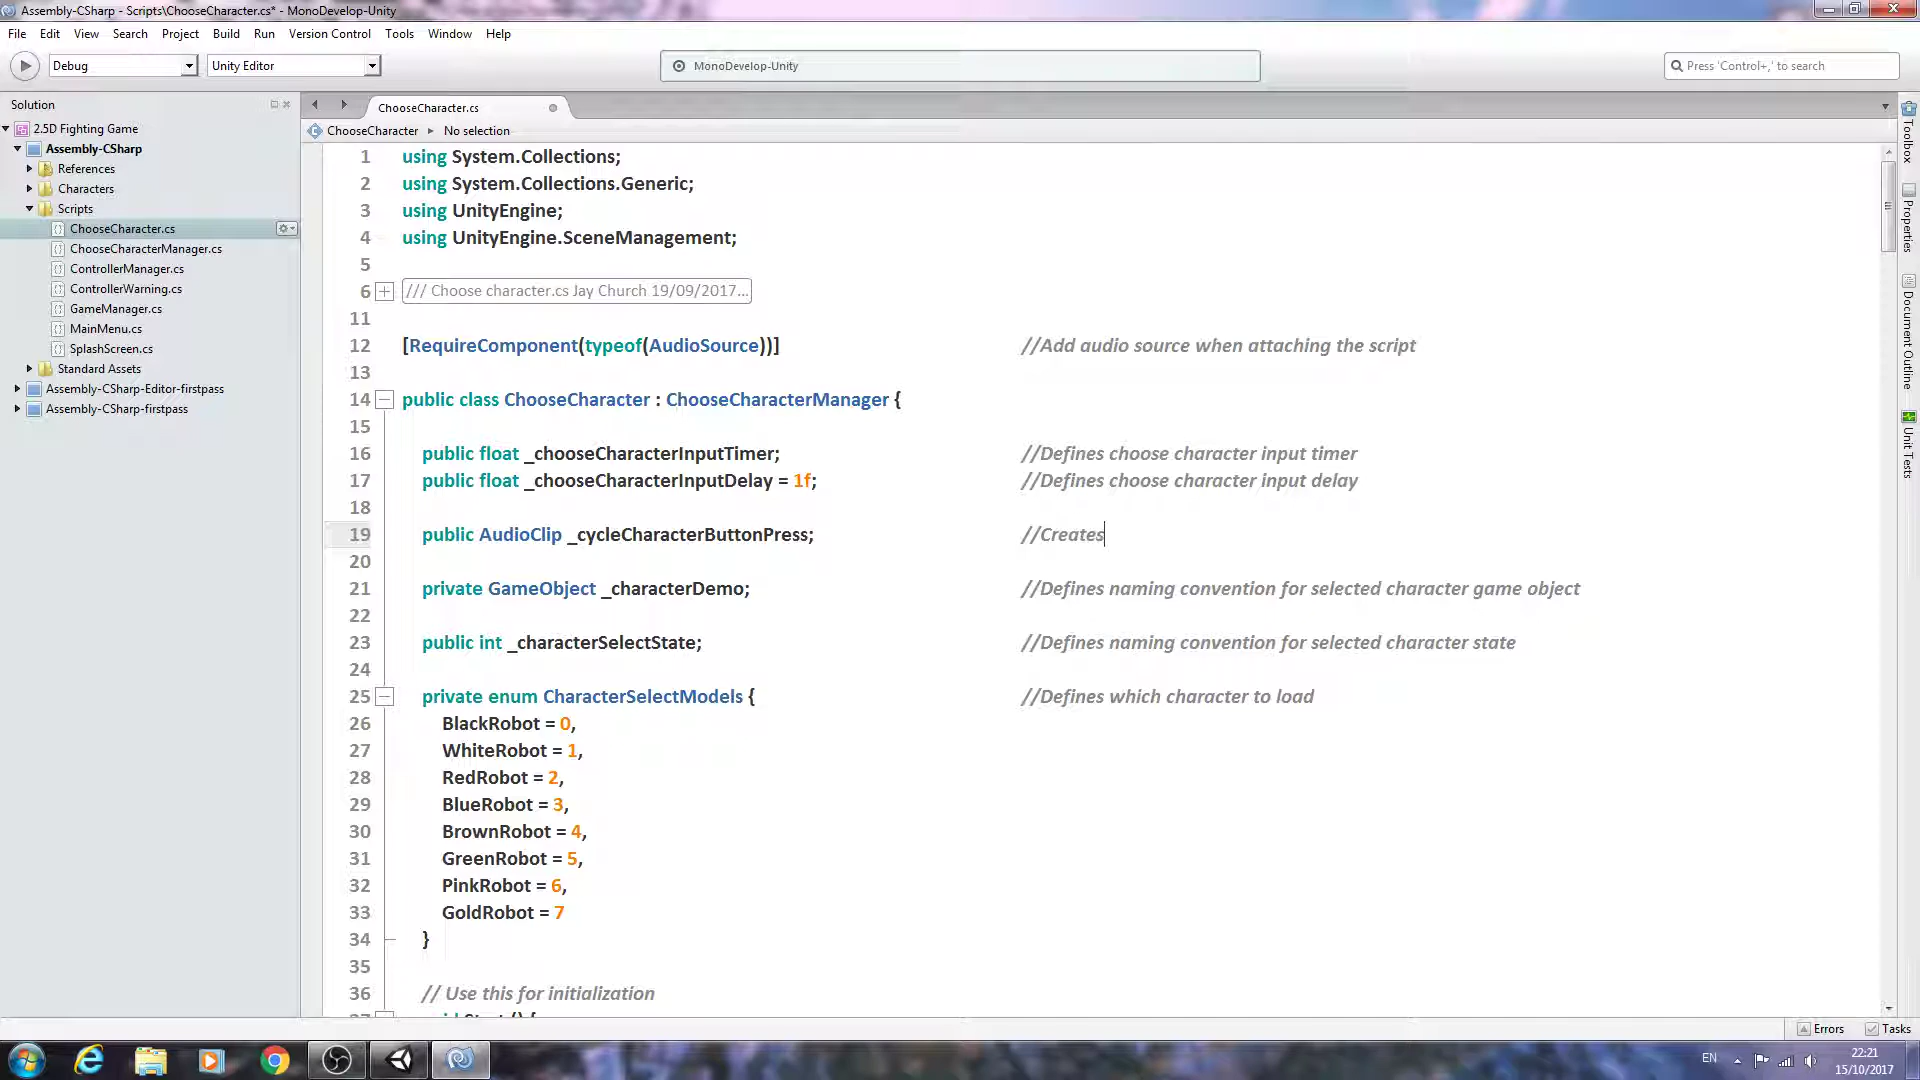 Assembly-CSharp - Scripts\ChooseCharacter.cs* - MonoDevelop-Unity
File Edit View Search Project Build Run Version Control Tools Window Help
Debug Unity Editor MonoDevelop-Unity Press 'Control+,' to search
Solution
2.5D Fighting Game
Assembly-CSharp
References
Characters
Scripts
ChooseCharacter.cs
ChooseCharacterManager.cs
ControllerManager.cs
ControllerWarning.cs
GameManager.cs
MainMenu.cs
SplashScreen.cs
Standard Assets
Assembly-CSharp-Editor-firstpass
Assembly-CSharp-firstpass
ChooseCharacter.cs
ChooseCharacter No selection
1 using System.Collections;
2 using System.Collections.Generic;
3 using UnityEngine;
4 using UnityEngine.SceneManagement;
5
6 /// Choose character.cs Jay Church 19/09/2017...
11
12 [RequireComponent(typeof(AudioSource))] //Add audio source when attaching the script
13
14 public class ChooseCharacter : ChooseCharacterManager {
15
16 public float _chooseCharacterInputTimer; //Defines choose character input timer
17 public float _chooseCharacterInputDelay = 1f; //Defines choose character input delay
18
19 public AudioClip _cycleCharacterButtonPress; //Creates
20
21 private GameObject _characterDemo; //Defines naming convention for selected character game object
22
23 public int _characterSelectState; //Defines naming convention for selected character state
24
25 private enum CharacterSelectModels { //Defines which character to load
26 BlackRobot = 0,
27 WhiteRobot = 1,
28 RedRobot = 2,
29 BlueRobot = 3,
30 BrownRobot = 4,
31 GreenRobot = 5,
32 PinkRobot = 6,
33 GoldRobot = 7
34 }
35
36 // Use this for initialization
Toolbox
Properties
Document Outline
Unit Tests
Errors Tasks
EN
22:21
15/10/2017